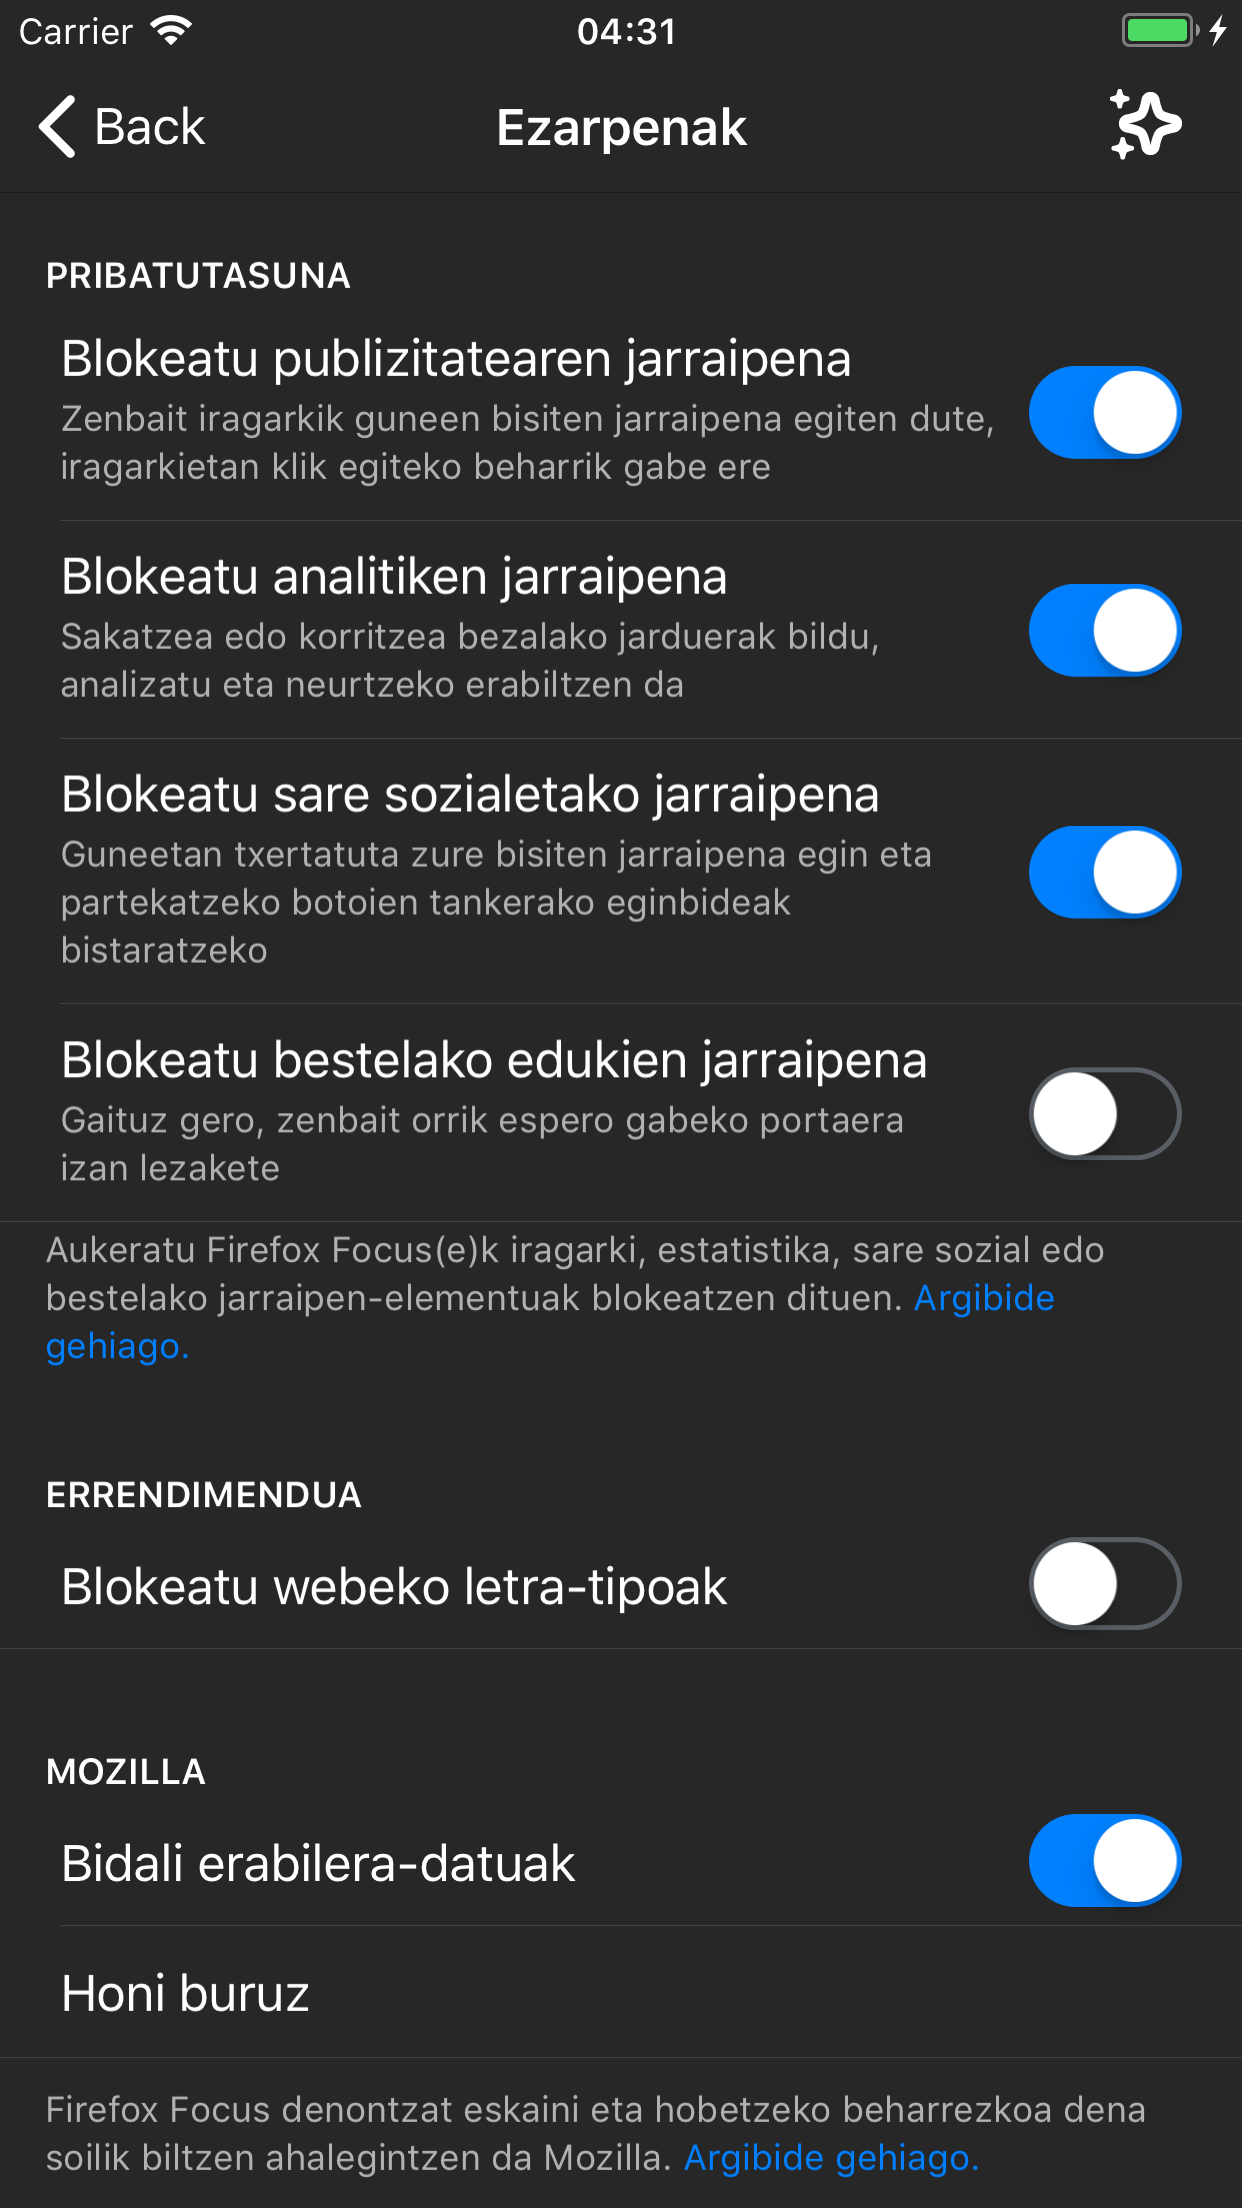 Carrier
04:31
Back
Ezarpenak
PRIBATUTASUNA
Blokeatu publizitatearen jarraipena
Zenbait iragarkik guneen bisiten jarraipena egiten dute,
iragarkietan klik egiteko beharrik gabe ere
Blokeatu analitiken jarraipena
Sakatzea edo korritzea bezalako jarduerak bildu,
analizatu eta neurtzeko erabiltzen da
Blokeatu sare sozialetako jarraipena
Guneetan txertatuta zure bisiten jarraipena egin eta
partekatzeko botoien tankerako eginbideak
bistaratzeko
Blokeatu bestelako edukien jarraipena
Gaituz gero, zenbait orrik espero gabeko portaera
izan lezakete
Aukeratu Firefox Focus(e)k iragarki, estatistika, sare sozial edo
bestelako jarraipen-elementuak blokeatzen dituen. Argibide
gehiago.
ERRENDIMENDUA
Blokeatu webeko letra-tipoak
MOZILLA
Bidali erabilera-datuak
Honi buruz
Firefox Focus denontzat eskaini eta hobetzeko beharrezkoa dena
soilik biltzen ahalegintzen da Mozilla. Argibide gehiago.